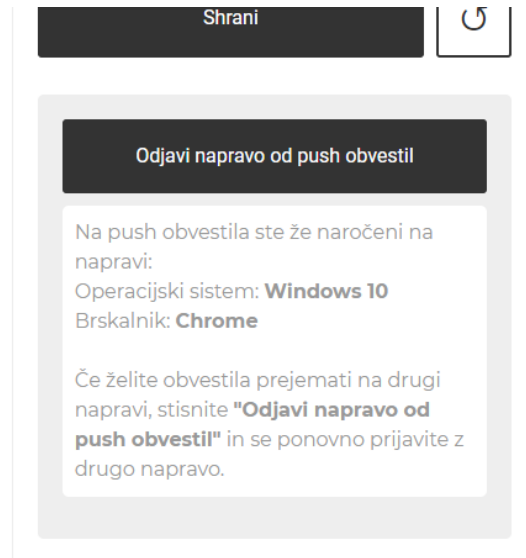 Shrani
Odjavi napravo od push obvestil
Na push obvestila ste že naročeni na
napravi:
Operacijski sistem: Windows 10
Brskalnik: Chrome
Če želite obvestila prejemati na drugi
napravi, stisnite "Odjavi napravo od
push obvestil" in se ponovno prijavite z
drugo napravo.